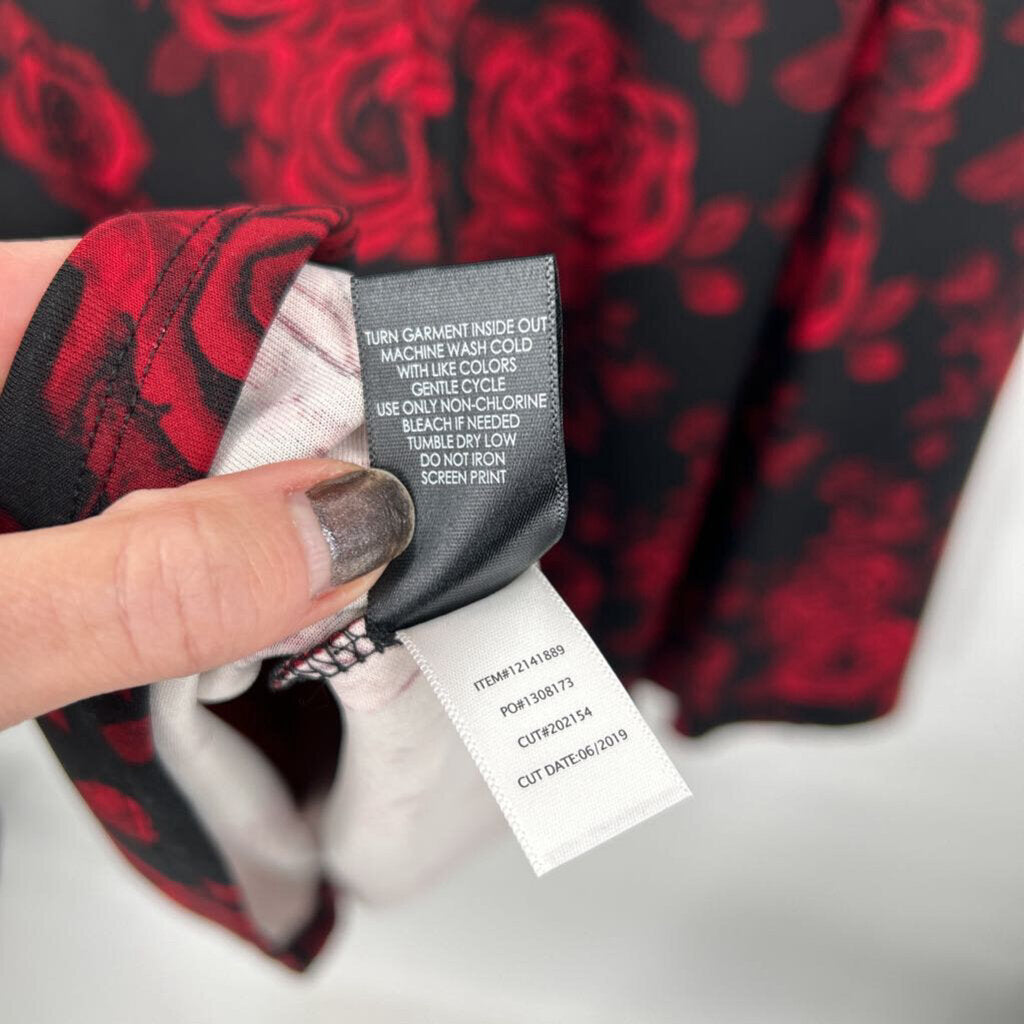 TURN GARMENT INSIDE OUT
MACHINE WASH COLD
WITH LIKE COLORS
GENTLE CYCLE
USE ONLY NON-CHLORINE
BLEACH IF NEEDED
TUMBLE DRY LOW
DO NOT IRON
SCREEN PRINT
ITEM#12141889
PO#1308173
CUT#202154
CUT DATE:06/2019